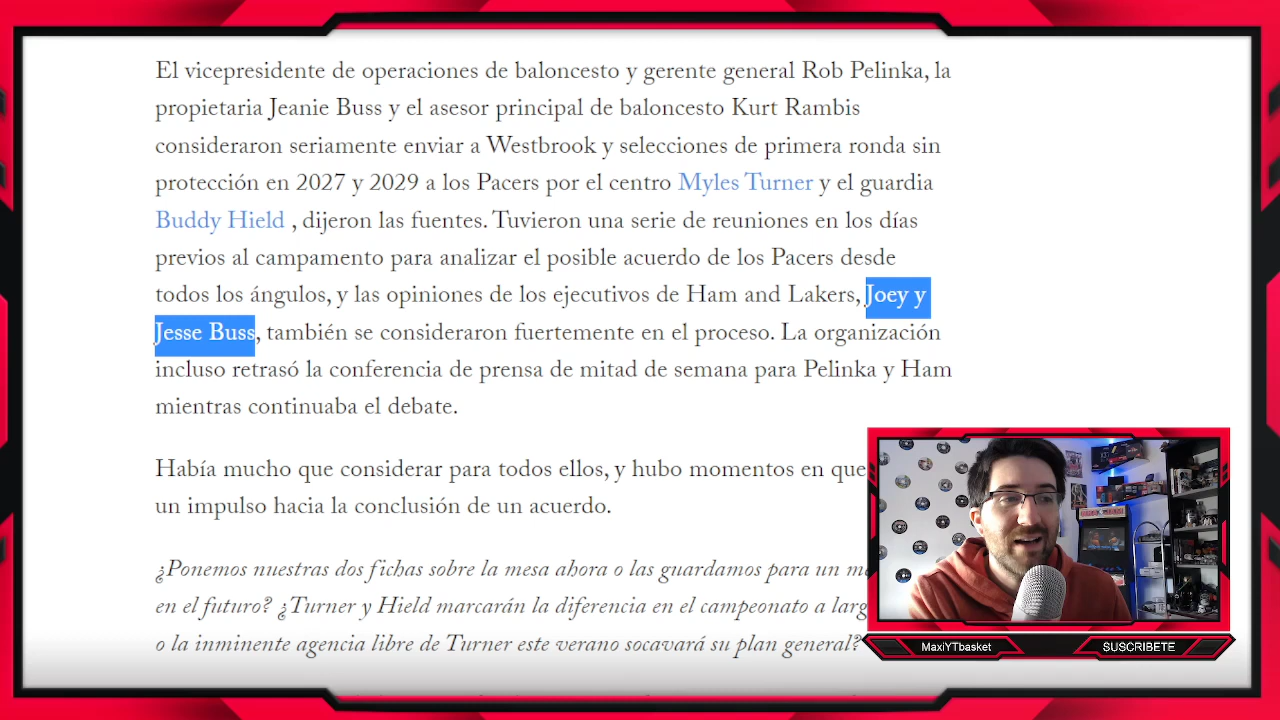 El vicepresidente de operaciones de baloncesto y gerente general Rob Pelinka, la
propietaria Jeanie Buss y el asesor principal de baloncesto Kurt Rambis
consideraron seriamente enviar a Westbrook y selecciones de primera ronda sin
protección en 2027 y 2029 a los Pacers por el centro Myles Turner y el guardia
Buddy Hield , dijeron las fuentes. Tuvieron una serie de reuniones en los días
previos al campamento para analizar el posible acuerdo de los Pacers desde
todos los ángulos, y las opiniones de los ejecutivos de Ham and Lakers, Joey y
Jesse Buss, también se consideraron fuertemente en el proceso. La organización
incluso retrasó la conferencia de prensa de mitad de semana para Pelinka y Ham
mientras continuaba el debate.
Había mucho que considerar para todos ellos, y hubo momentos en que
un impulso hacia la conclusión de un acuerdo.
¿Ponemos nuestras dos fichas sobre la mesa ahora o las guardamos para un
en el futuro? ¿Turner y Hield marcarán la diferencia en el campeonato a
o la inminente agencia libre de Turner este verano socavará su plan general?
MaxiYTbasket
SUSCRIBETE